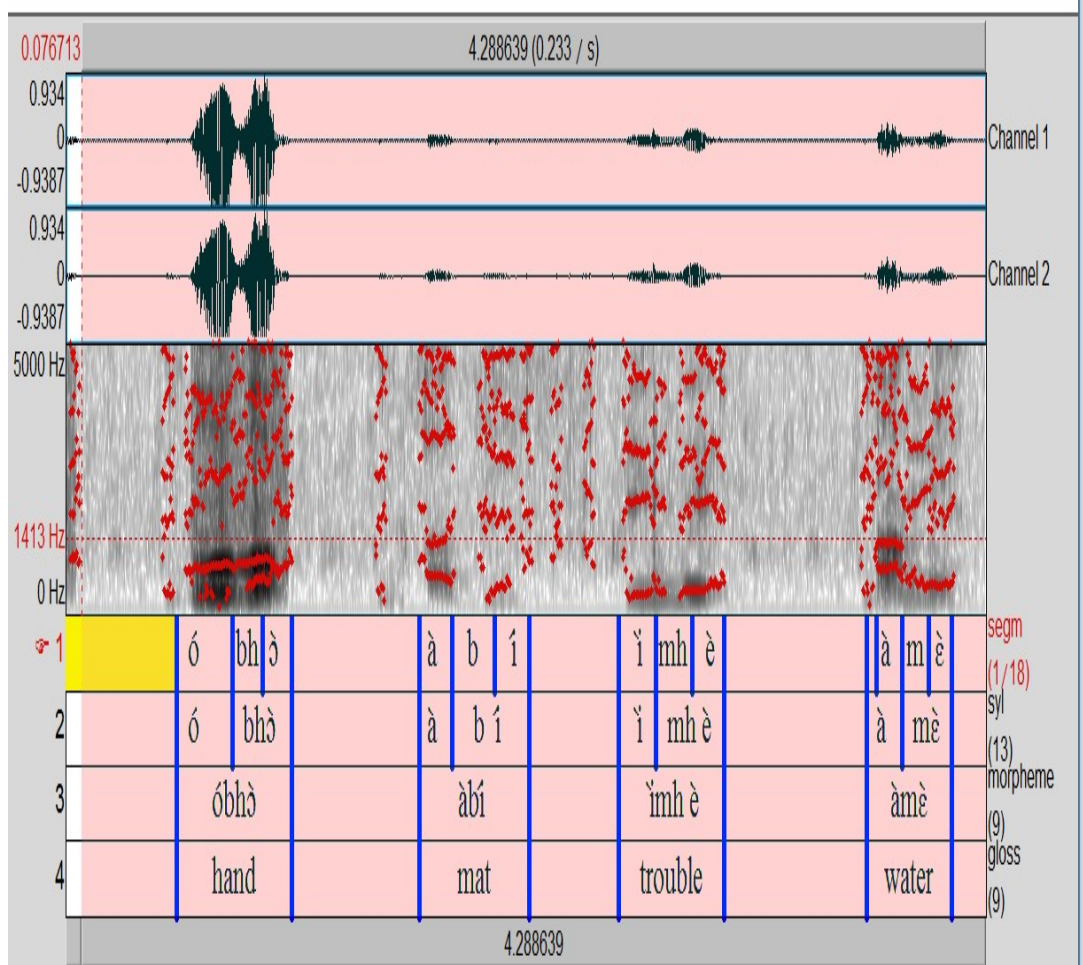 0.076713 4.288639 (0.233 / s)
0.934
0
-0.9387
Channel 1
0.934
0
-0.9387
Channel 2
5000 Hz
1413 Hz
0 Hz
☞ 1 ó bh ɔ̀ à b í ì mh è à m ɛ̀ segm (1/18)
2 ó bhɔ̀ à b í ì mh è à mɛ̀ syl (13)
3 óbhɔ̀ àbí ìmh è àmɛ̀ morpheme (9)
4 hand mat trouble water gloss (9)
4.288639